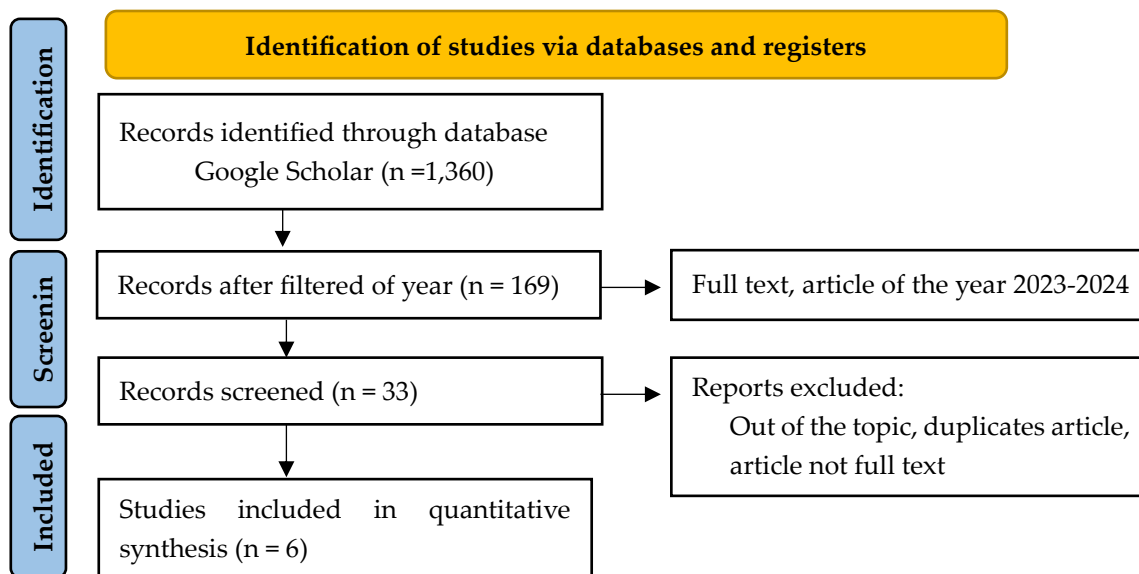 Identification of studies via databases and registers
Identification
Records identified through database
Google Scholar (n =1,360)
Screenin
Records after filtered of year (n = 169)
Full text, article of the year 2023-2024
Records screened (n = 33)
Reports excluded:
Out of the topic, duplicates article,
article not full text
Included
Studies included in quantitative
synthesis (n = 6)